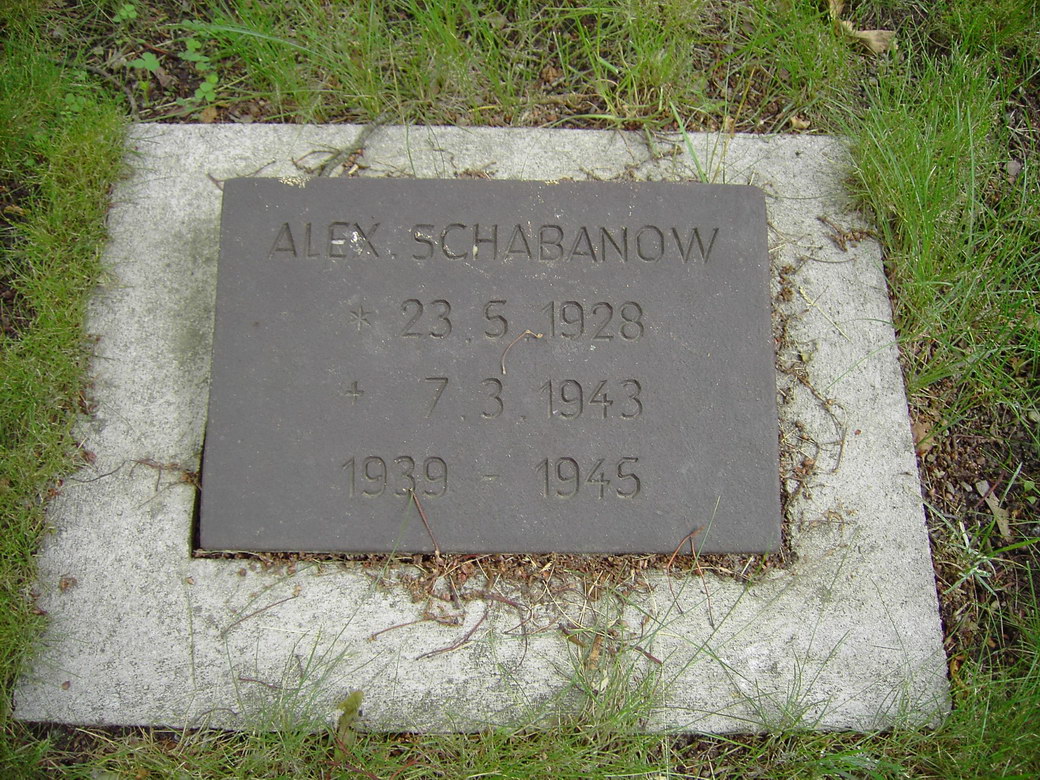 ALEX. SCHABANOW
* 23.5.1928
+ 7.3.1943
1939 - 1945